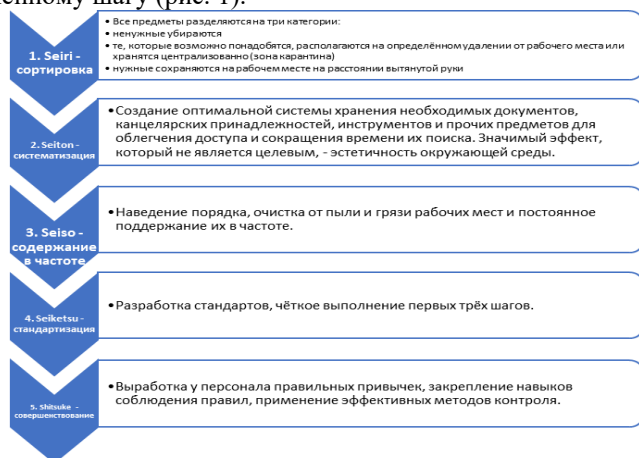 енному шагу (рис. 1).
1. Seiri -
сортировка
• Все предметы разделяются на три категории:
• ненужные убираются
• те, которые возможно понадобятся, располагаются на определённом удалении от рабочего места или
хранятся централизованно (зона карантина)
• нужные сохраняются на рабочем месте на расстоянии вытянутой руки
2. Seiton -
систематизация
•Создание оптимальной системы хранения необходимых документов,
канцелярских принадлежностей, инструментов и прочих предметов для
облегчения доступа и сокращения времени их поиска. Значимый эффект,
который не является целевым, - эстетичность окружающей среды.
3. Seiso -
содержание
в частоте
•Наведение порядка, очистка от пыли и грязи рабочих мест и постоянное
поддержание их в частоте.
4. Seiketsu -
стандартизация
•Разработка стандартов, чёткое выполнение первых трёх шагов.
5. Shitsuke -
совершенствование
•Выработка у персонала правильных привычек, закрепление навыков
соблюдения правил, применение эффективных методов контроля.